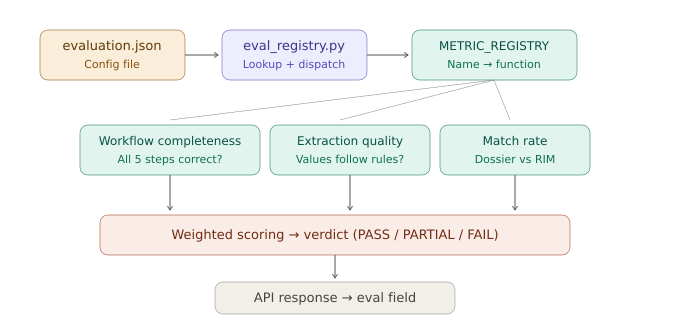 evaluation.json
Config file
eval_registry.py
Lookup + dispatch
METRIC_REGISTRY
Name → function
Workflow completeness
All 5 steps correct?
Extraction quality
Values follow rules?
Match rate
Dossier vs RIM
Weighted scoring → verdict (PASS / PARTIAL / FAIL)
API response → eval field